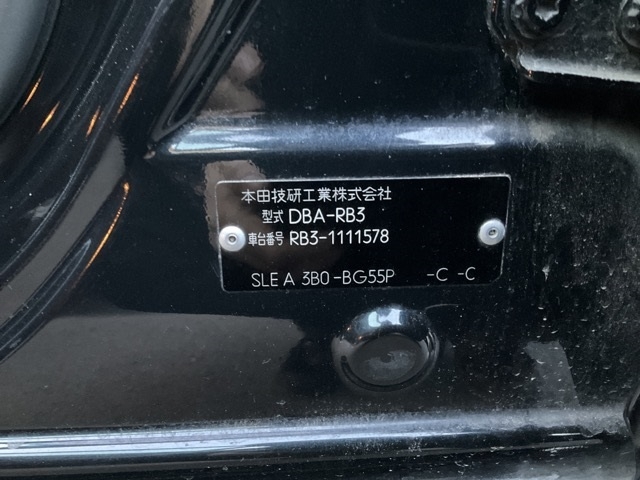 本田技研工業株式会社
型式 DBA-RB3
車台番号 RB3-1111578
SLE A 3B0-BG55P -C -C